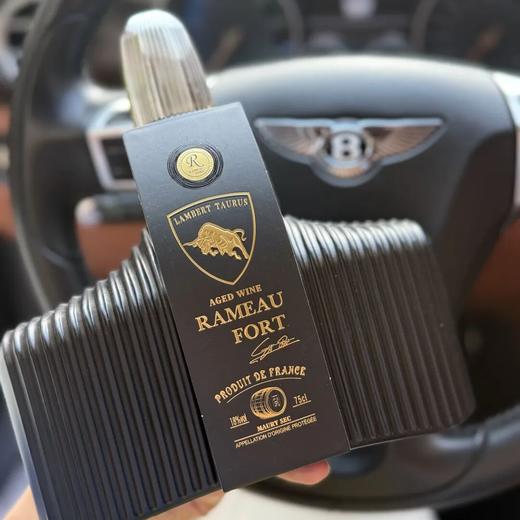 R
LAMBERT TAURUS
AGED WINE
RAMEAU
FORT
PRODUIT DE FRANCE
18%vol
75cl
MAURY SEC
APPELLATION D'ORIGINE PROTÉGÉE
B